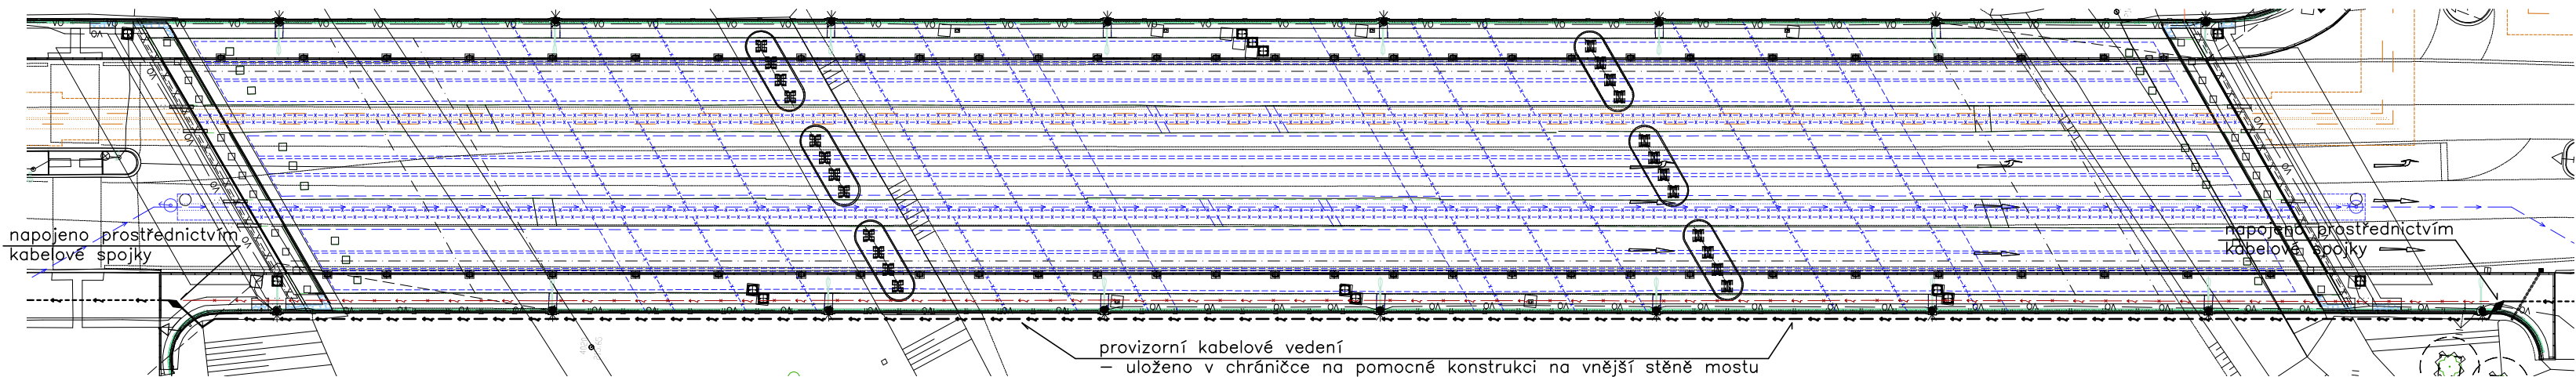 napojeno prostřednictvím
kabelové spojky
napojeno prostřednictvím
kabelové spojky
provizorní kabelové vedení
– uloženo v chráničce na pomocné konstrukci na vnější stěně mostu